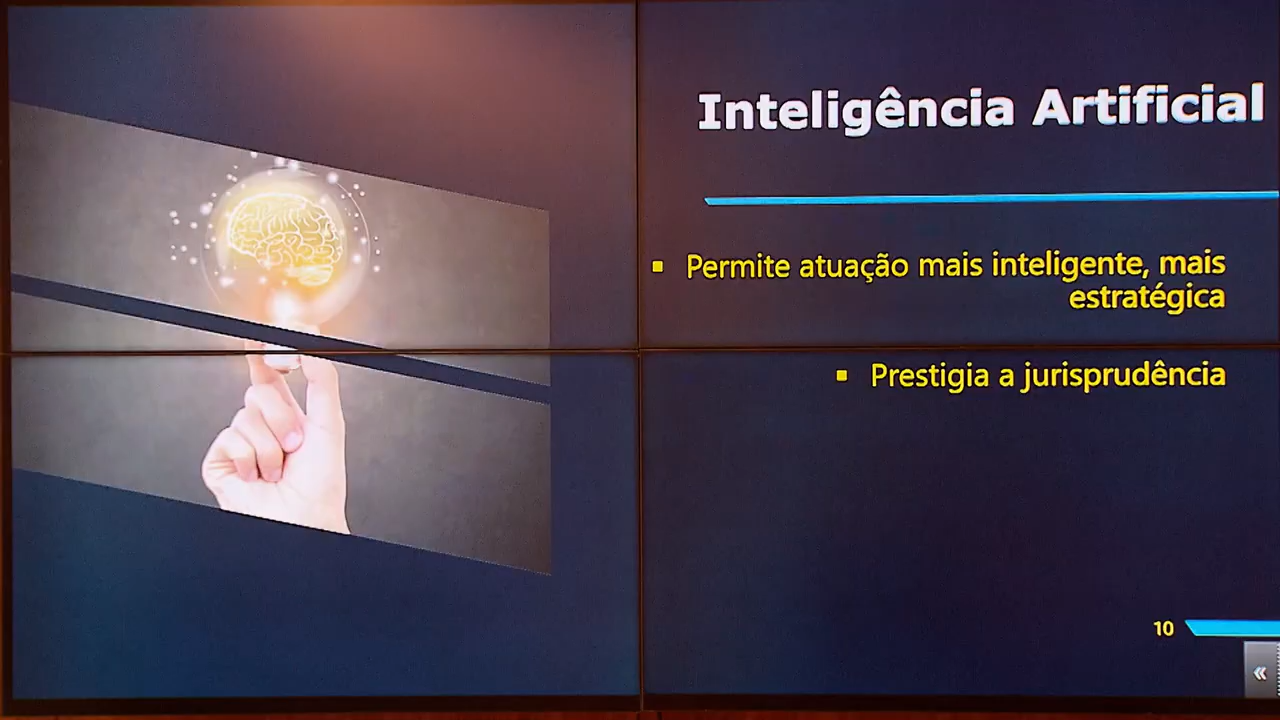 Inteligência Artificial
▪ Permite atuação mais inteligente, mais
estratégica
▪ Prestigia a jurisprudência
10
«